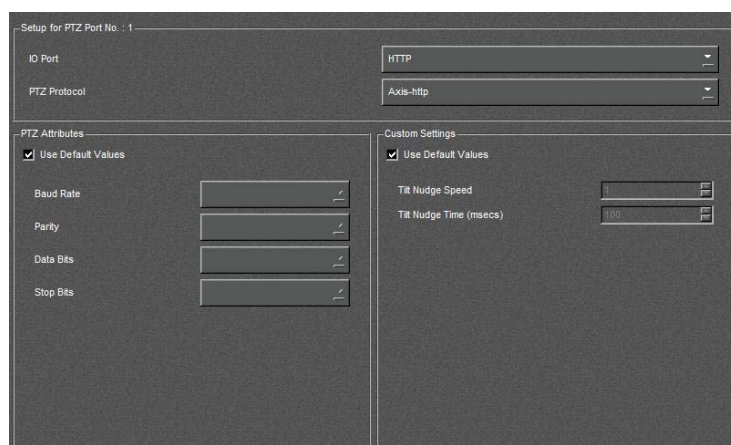 Setup for PTZ Port No. : 1
IO Port
HTTP
PTZ Protocol
Axis-http
PTZ Attributes
Use Default Values
Baud Rate
Parity
Data Bits
Stop Bits
Custom Settings
Use Default Values
Tilt Nudge Speed
1
Tilt Nudge Time (msecs)
100